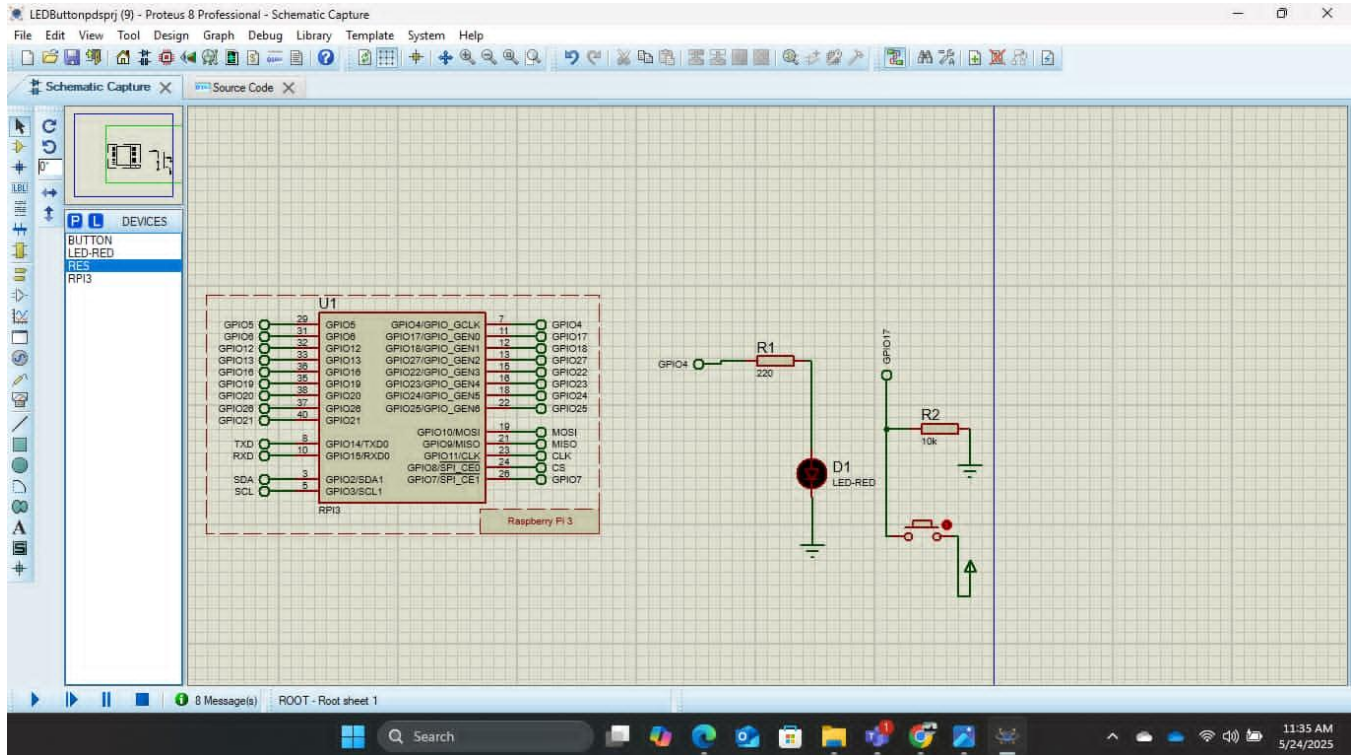 LEDButtonpdsprj (9) - Proteus 8 Professional - Schematic Capture
File Edit View Tool Design Graph Debug Library Template System Help
Schematic Capture
Source Code
0°
LBL
P L DEVICES
BUTTON
LED-RED
RES
RPI3
U1
GPIO5 29 GPIO5 GPIO4/GPIO_GCLK 7 GPIO4
GPIO6 31 GPIO6 GPIO17/GPIO_GEN0 11 GPIO17
GPIO12 32 GPIO12 GPIO18/GPIO_GEN1 12 GPIO18
GPIO13 33 GPIO13 GPIO27/GPIO_GEN2 13 GPIO27
GPIO16 36 GPIO16 GPIO22/GPIO_GEN3 15 GPIO22
GPIO19 35 GPIO19 GPIO23/GPIO_GEN4 16 GPIO23
GPIO20 38 GPIO20 GPIO24/GPIO_GEN5 18 GPIO24
GPIO26 37 GPIO26 GPIO25/GPIO_GEN6 22 GPIO25
GPIO21 40 GPIO21
GPIO10/MOSI 19 MOSI
TXD 8 GPIO14/TXD0 GPIO9/MISO 21 MISO
RXD 10 GPIO15/RXD0 GPIO11/CLK 23 CLK
GPIO8/SPI_CE0 24 CS
SDA 3 GPIO2/SDA1 GPIO7/SPI_CE1 26 GPIO7
SCL 5 GPIO3/SCL1
RPI3
Raspberry Pi 3
GPIO4
R1
220
D1
LED-RED
GPIO17
R2
10k
8 Message(s) ROOT - Root sheet 1
Search
11:35 AM
5/24/2025